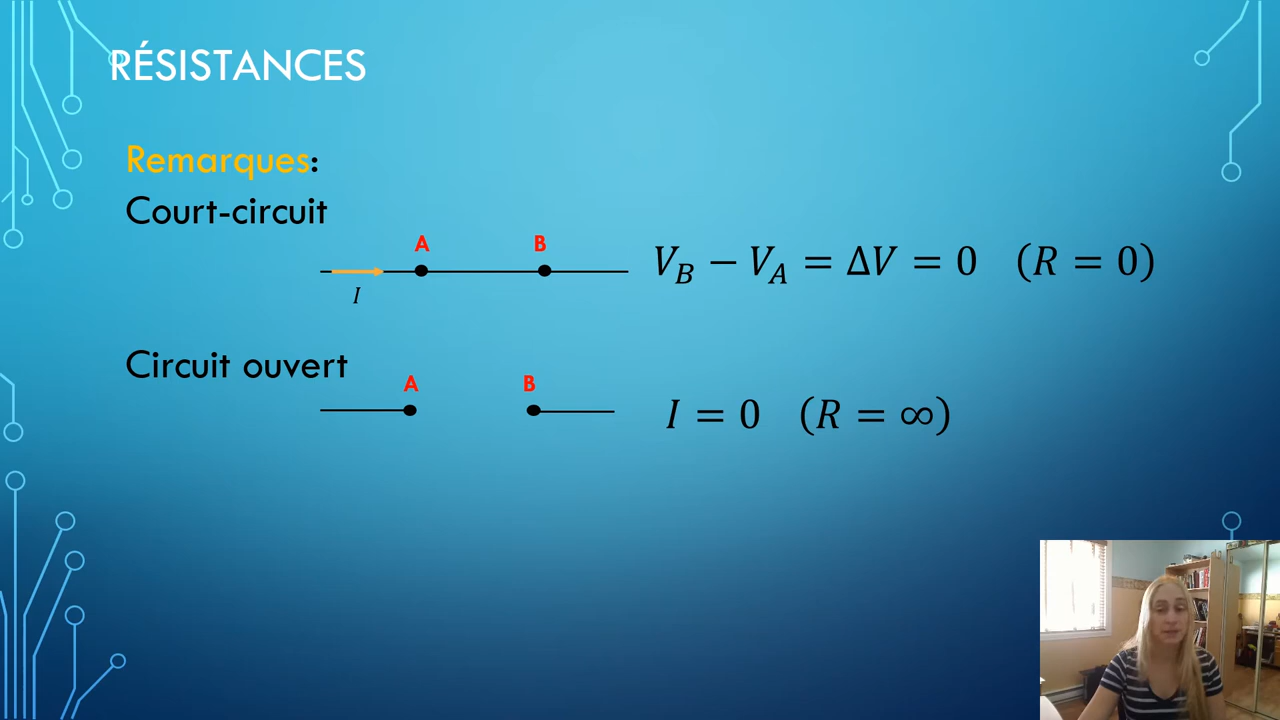 RÉSISTANCES
Remarques:
Court-circuit
A B
I
V_B − V_A = ΔV = 0 (R = 0)
Circuit ouvert
A B
I = 0 (R = ∞)